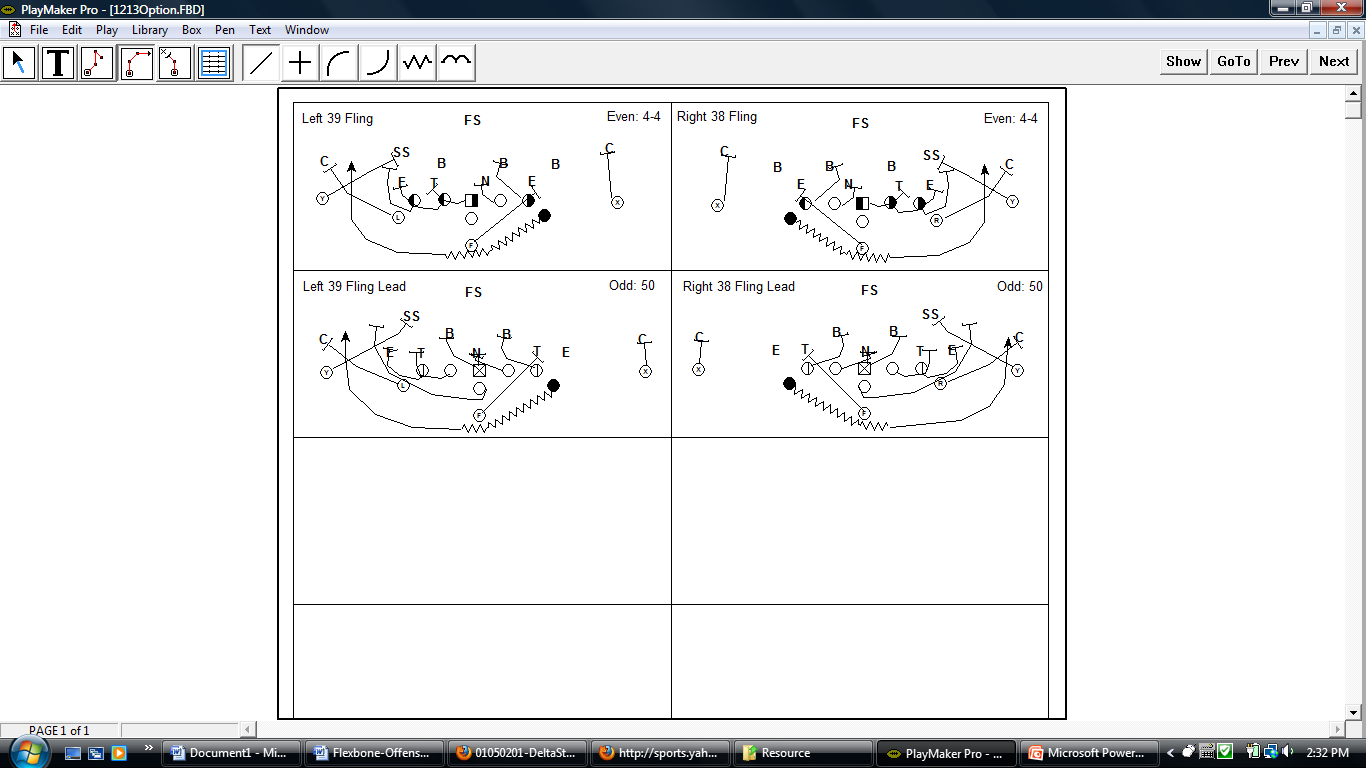 PlayMaker Pro - [1213Option.FBD]
File Edit Play Library Box Pen Text Window
T
Show GoTo Prev Next
Left 39 Fling FS Even: 4-4
C SS B B B C
E T N E
Y L F X
Right 38 Fling FS Even: 4-4
C B B B SS C
E N T E
X F R Y
Left 39 Fling Lead FS Odd: 50
C SS B B C
E T N T E
Y L F X
Right 38 Fling Lead FS Odd: 50
C B B SS C
E T N T E
X F R Y
PAGE 1 of 1
Document1 - Mi... Flexbone-Offens... 01050201-DeltaSt... http://sports.yah... Resource PlayMaker Pro - ... Microsoft Power... 2:32 PM